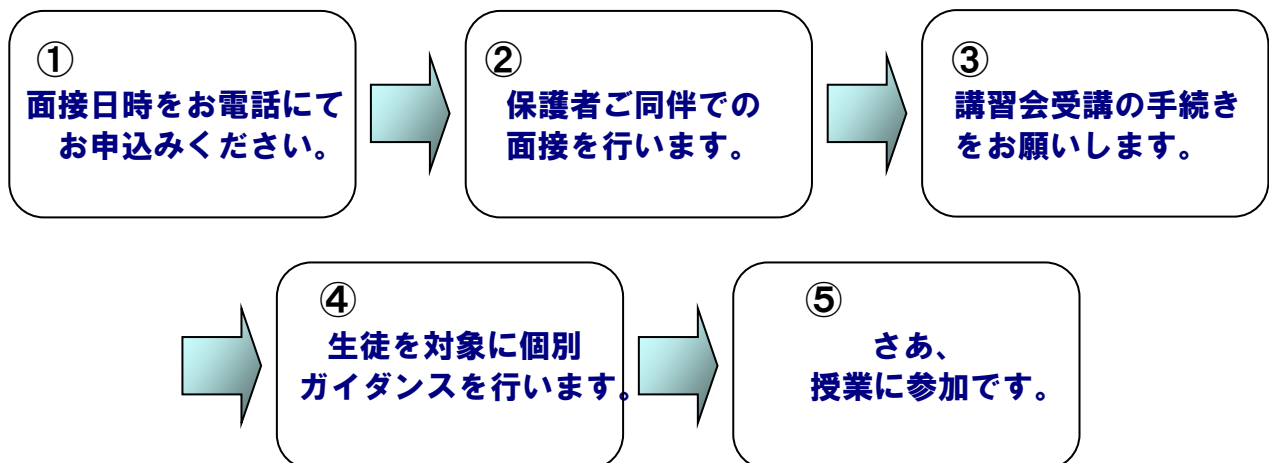 ①
面接日時をお電話にて
お申込みください。
②
保護者ご同伴での
面接を行います。
③
講習会受講の手続き
をお願いします。
④
生徒を対象に個別
ガイダンスを行います。
⑤
さあ、
授業に参加です。